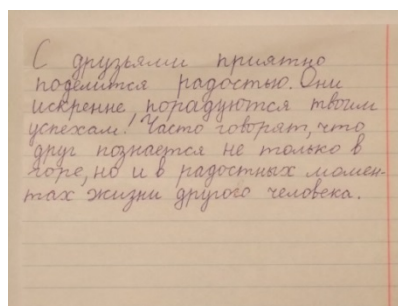 С друзьями приятно
поделится радостью. Они
искренне порадуются твоим
успехам! Часто говорят, что
друг познается не только в
горе, но и в радостных момен-
тах жизни другого человека.